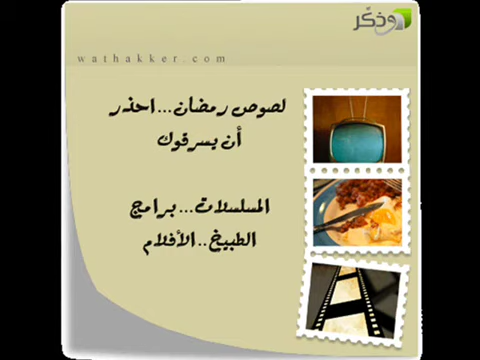 وذكر
wathakker.com
لصوص رمضان...احذر
أن يسرقوك
المسلسلات...برامج
الطبيخ..الأفلام